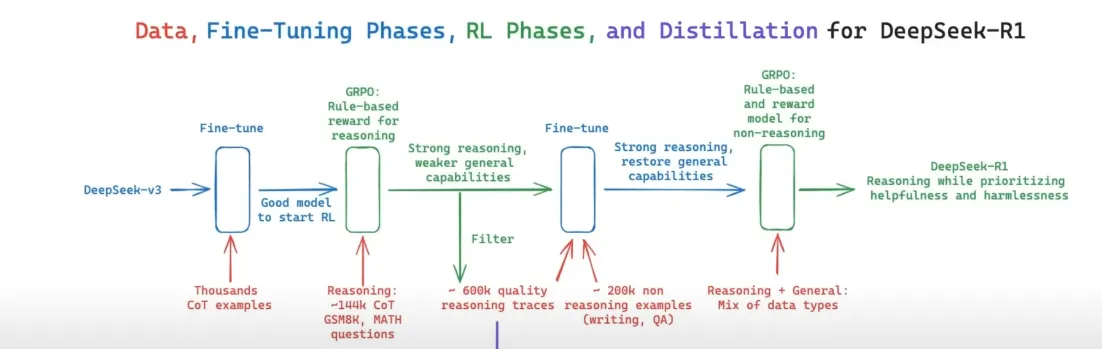 Data, Fine-Tuning Phases, RL Phases, and Distillation for DeepSeek-R1
GRPO:
Rule-based
reward for
reasoning
GRPO:
Rule-based
and reward
model for
non-reasoning
Fine-tune
Fine-tune
Strong reasoning,
weaker general
capabilities
Strong reasoning,
restore general
capabilities
DeepSeek-v3
Good model
to start RL
DeepSeek-R1
Reasoning while prioritizing
helpfulness and harmlessness
Filter
Thousands
CoT examples
Reasoning:
~144k CoT
GSM8K, MATH
questions
~ 600k quality
reasoning traces
~ 200k non
reasoning examples
(writing, QA)
Reasoning + General:
Mix of data types